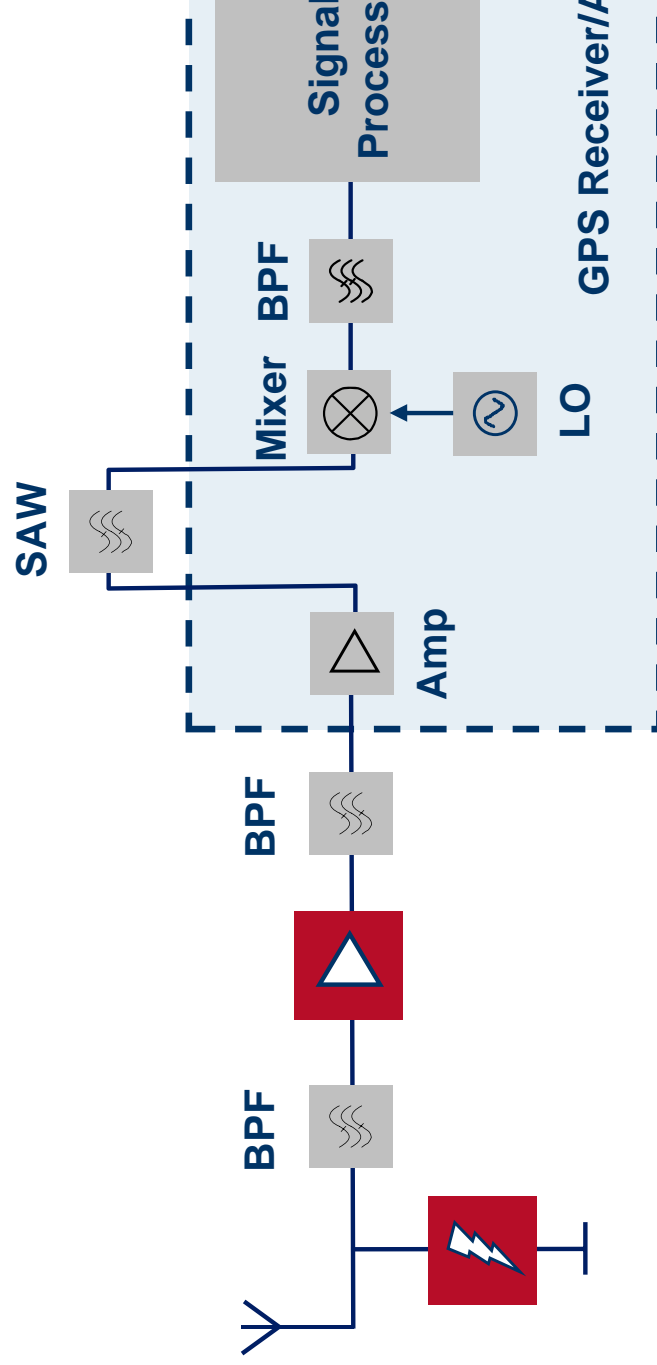 SAW
BPF
BPF
Mixer
BPF
Signal
Process
Amp
LO
GPS Receiver/A